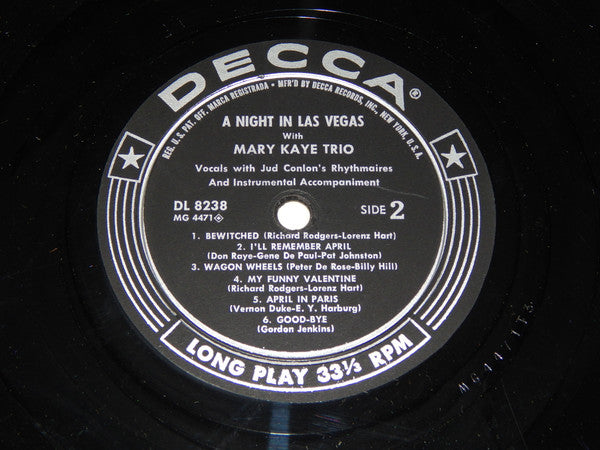 DECCA®
REG. U.S. PAT. OFF. MARCA REGISTRADA • MFR'D BY DECCA RECORDS, INC., NEW YORK, U.S.A.
A NIGHT IN LAS VEGAS
With
MARY KAYE TRIO
Vocals with Jud Conlon's Rhythmaires
And Instrumental Accompaniment
DL 8238
MG 4471
SIDE 2
1. BEWITCHED (Richard Rodgers-Lorenz Hart)
2. I'LL REMEMBER APRIL
(Don Raye-Gene De Paul-Pat Johnston)
3. WAGON WHEELS (Peter De Rose-Billy Hill)
4. MY FUNNY VALENTINE
(Richard Rodgers-Lorenz Hart)
5. APRIL IN PARIS
(Vernon Duke-E. Y. Harburg)
6. GOOD-BYE
(Gordon Jenkins)
LONG PLAY 33⅓ RPM